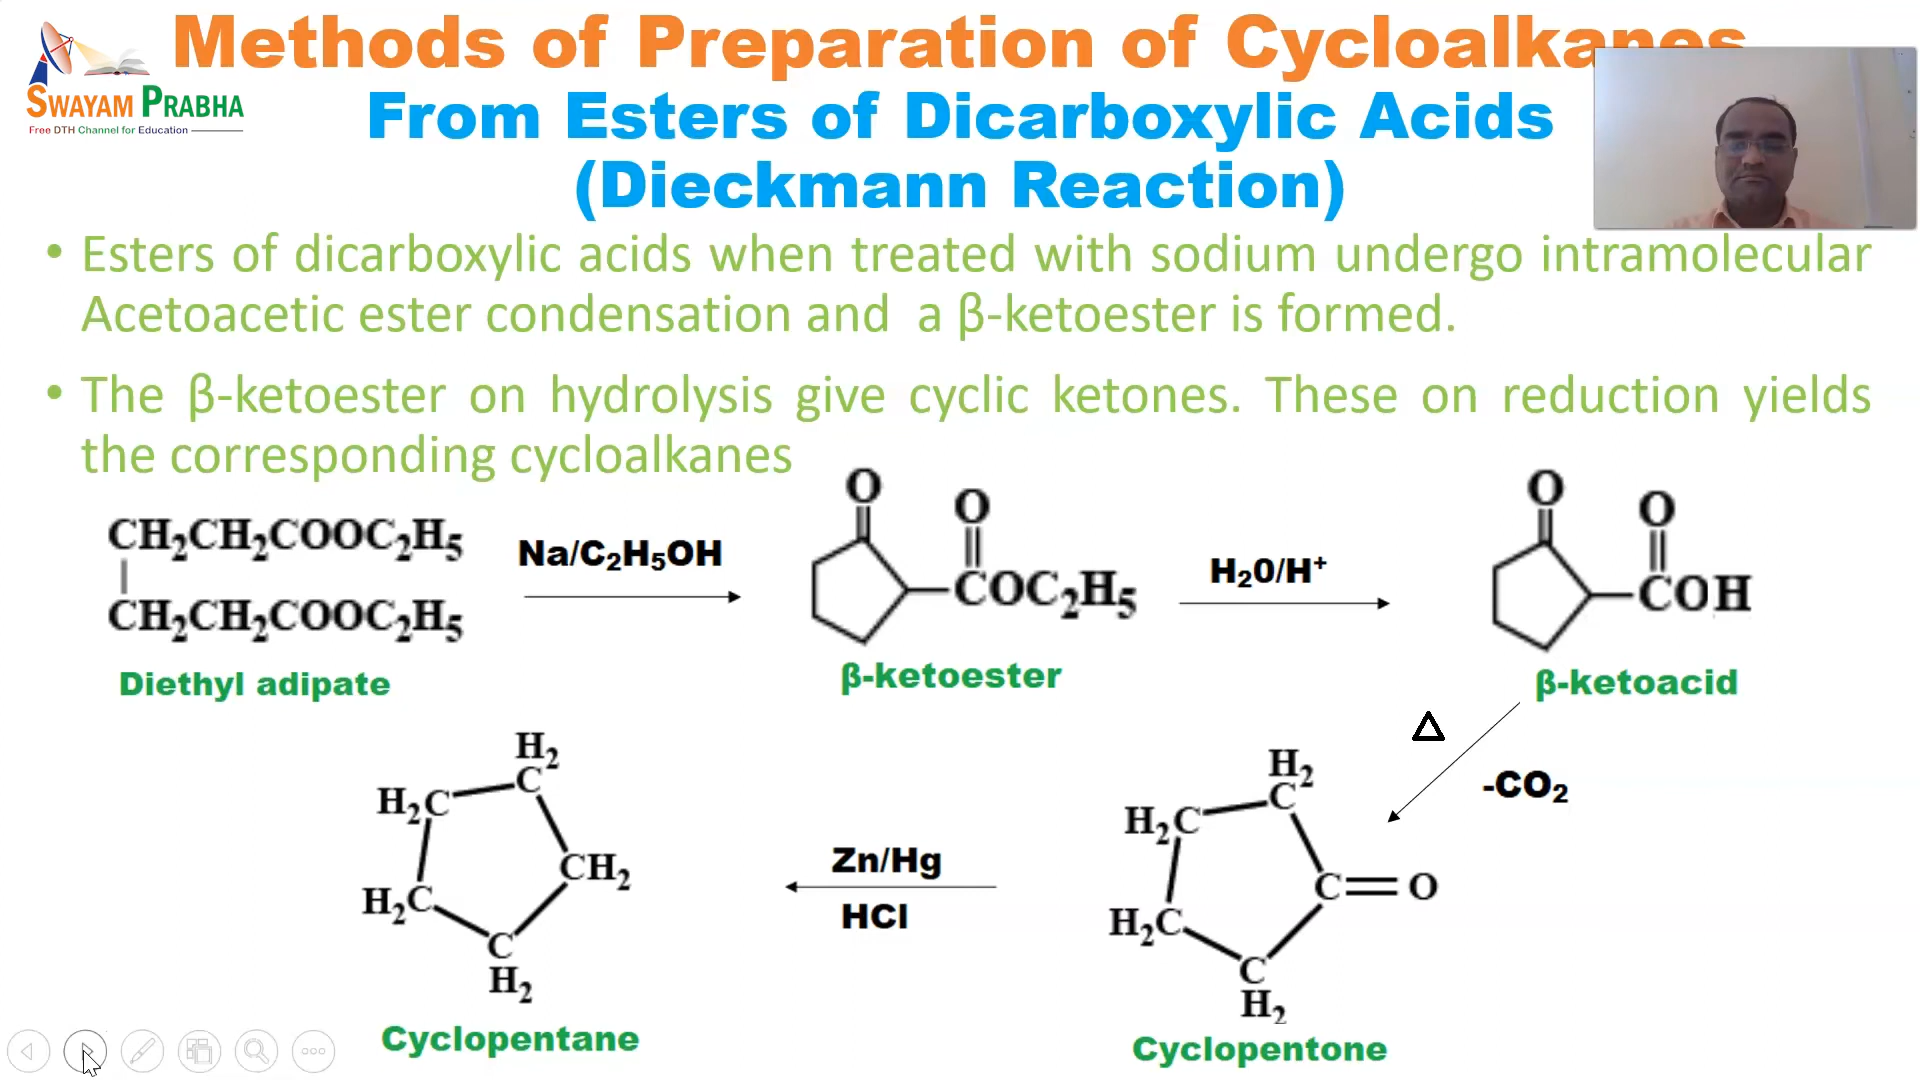 Methods of Preparation of Cycloalkanes
SWAYAM PRABHA
Free DTH Channel for Education
From Esters of Dicarboxylic Acids
(Dieckmann Reaction)
• Esters of dicarboxylic acids when treated with sodium undergo intramolecular
Acetoacetic ester condensation and a β-ketoester is formed.
• The β-ketoester on hydrolysis give cyclic ketones. These on reduction yields
the corresponding cycloalkanes
CH₂CH₂COOC₂H₅
CH₂CH₂COOC₂H₅
Diethyl adipate
Na/C₂H₅OH
O
O
COC₂H₅
β-ketoester
H₂0/H⁺
O
O
COH
β-ketoacid
Δ
-CO₂
H₂
C
H₂C
C=O
H₂C
C
H₂
Cyclopentone
Zn/Hg
HCl
H₂
C
H₂C
CH₂
H₂C
C
H₂
Cyclopentane